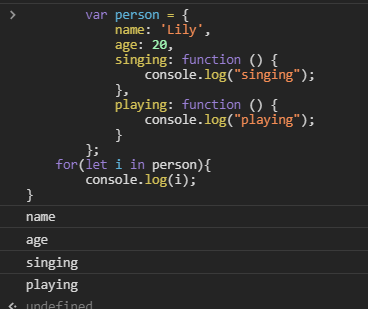 var person = {
name: 'Lily',
age: 20,
singing: function () {
console.log("singing");
},
playing: function () {
console.log("playing");
}
};
for(let i in person){
console.log(i);
}
name
age
singing
playing
undefined